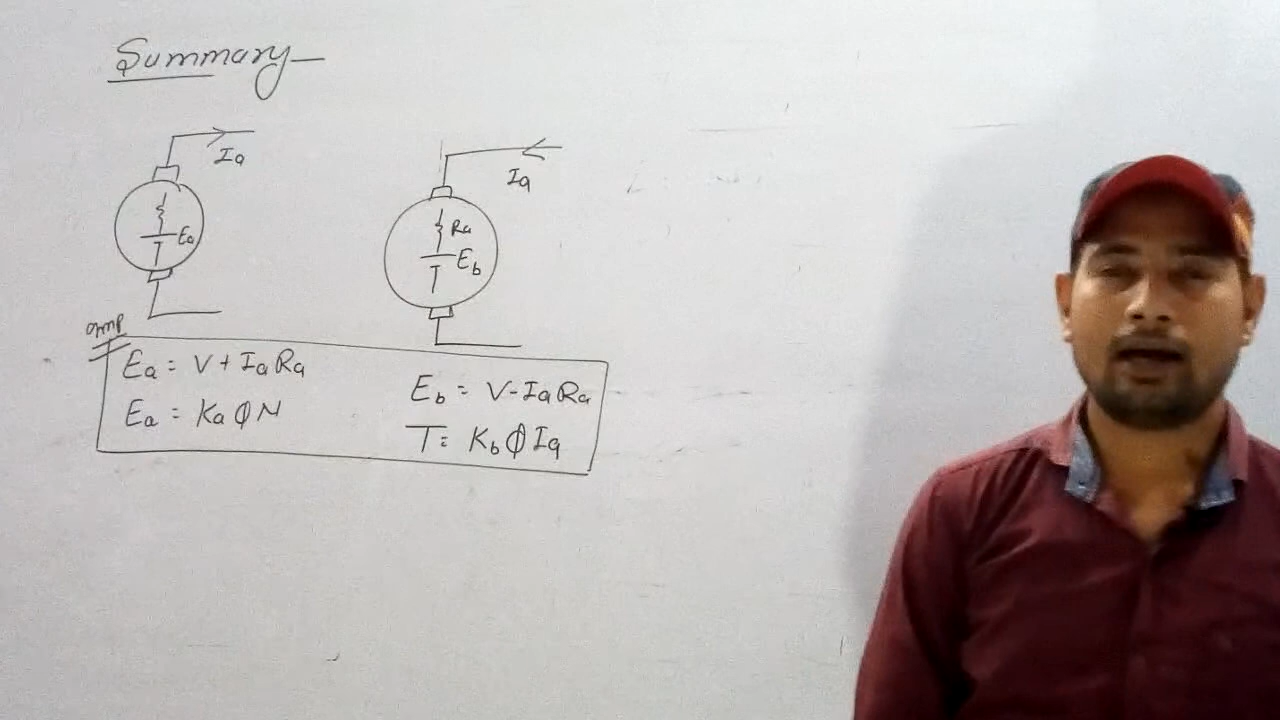 Summary
Ia
Ea
Ia
Ra
Eb
Ea = V + IaRa
Ea = KaΦN
Eb = V-IaRa
T = KbΦIa